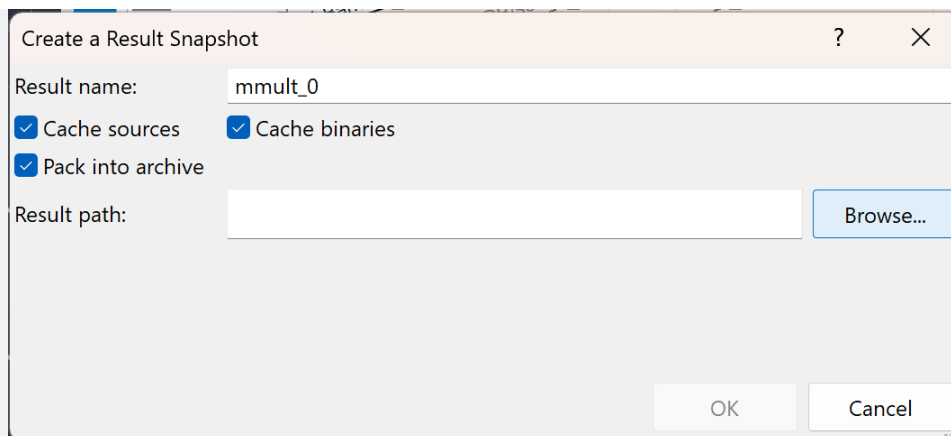 Create a Result Snapshot ?
Result name: mmult_0
Cache sources Cache binaries
Pack into archive
Result path: Browse...
OK Cancel